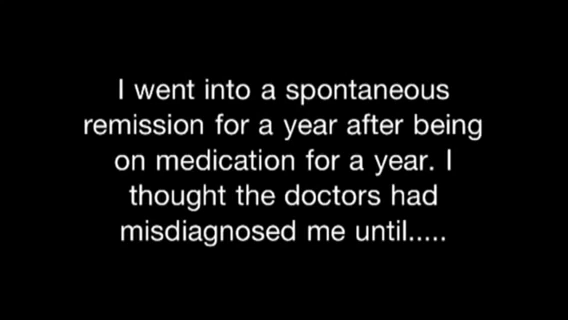 I went into a spontaneous
remission for a year after being
on medication for a year. I
thought the doctors had
misdiagnosed me until.....